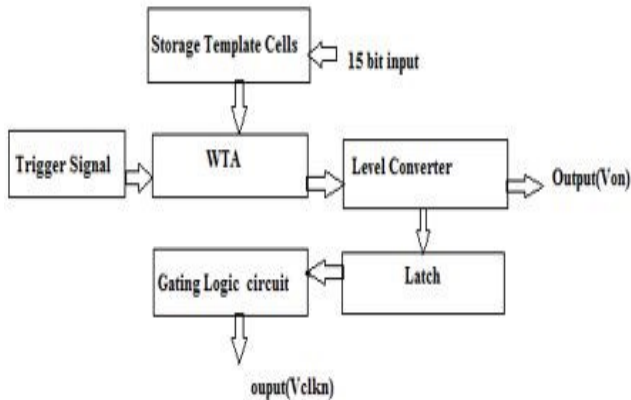 Storage Template Cells
15 bit input
Trigger Signal
WTA
Level Converter
Output(Von)
Gating Logic circuit
Latch
ouput(Vclkn)